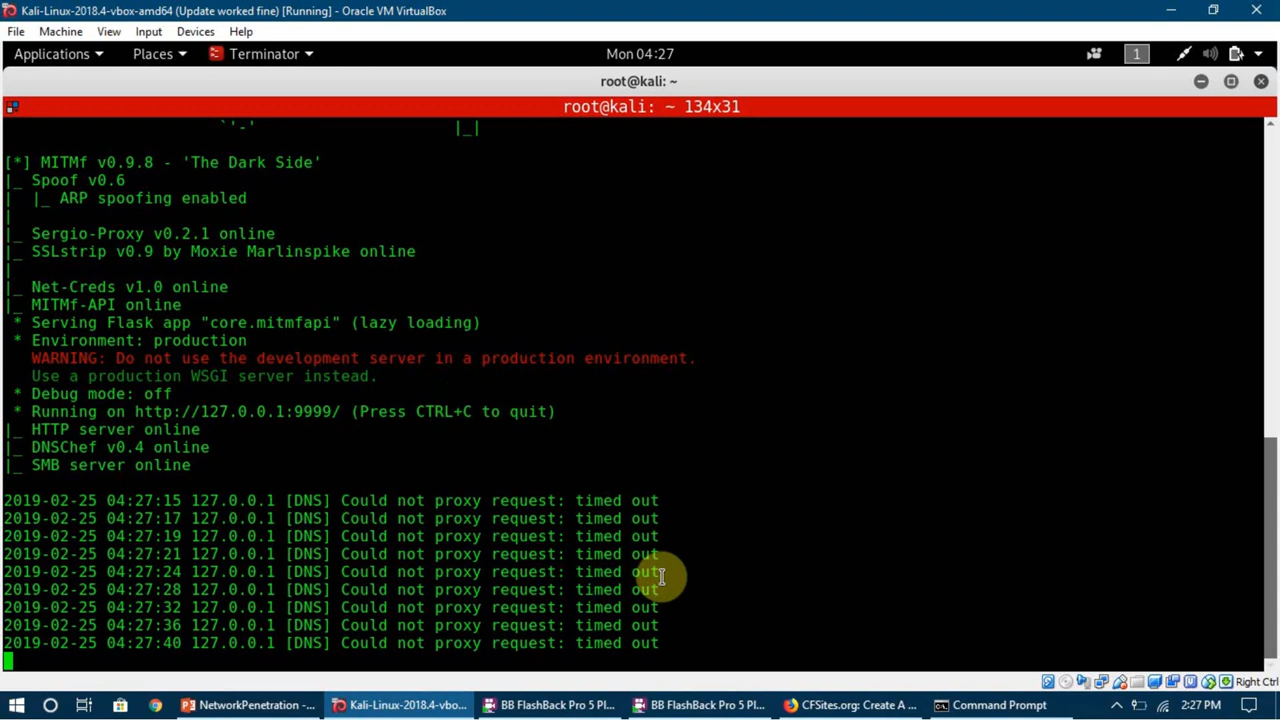 Kali-Linux-2018.4-vbox-amd64 (Update worked fine) [Running] - Oracle VM VirtualBox
File Machine View Input Devices Help
Applications Places Terminator Mon 04:27 1
root@kali: ~
root@kali: ~ 134x31
`'-' |_|
[*] MITMf v0.9.8 - 'The Dark Side'
|_ Spoof v0.6
| |_ ARP spoofing enabled
|
|_ Sergio-Proxy v0.2.1 online
|_ SSLstrip v0.9 by Moxie Marlinspike online
|
|_ Net-Creds v1.0 online
|_ MITMf-API online
* Serving Flask app "core.mitmfapi" (lazy loading)
* Environment: production
WARNING: Do not use the development server in a production environment.
Use a production WSGI server instead.
* Debug mode: off
* Running on http://127.0.0.1:9999/ (Press CTRL+C to quit)
|_ HTTP server online
|_ DNSChef v0.4 online
|_ SMB server online
2019-02-25 04:27:15 127.0.0.1 [DNS] Could not proxy request: timed out
2019-02-25 04:27:17 127.0.0.1 [DNS] Could not proxy request: timed out
2019-02-25 04:27:19 127.0.0.1 [DNS] Could not proxy request: timed out
2019-02-25 04:27:21 127.0.0.1 [DNS] Could not proxy request: timed out
2019-02-25 04:27:24 127.0.0.1 [DNS] Could not proxy request: timed out
2019-02-25 04:27:28 127.0.0.1 [DNS] Could not proxy request: timed out
2019-02-25 04:27:32 127.0.0.1 [DNS] Could not proxy request: timed out
2019-02-25 04:27:36 127.0.0.1 [DNS] Could not proxy request: timed out
2019-02-25 04:27:40 127.0.0.1 [DNS] Could not proxy request: timed out
Right Ctrl
NetworkPenetration -... Kali-Linux-2018.4-vbo... BB FlashBack Pro 5 Pl... BB FlashBack Pro 5 Pl... CFSites.org: Create A ... Command Prompt 2:27 PM